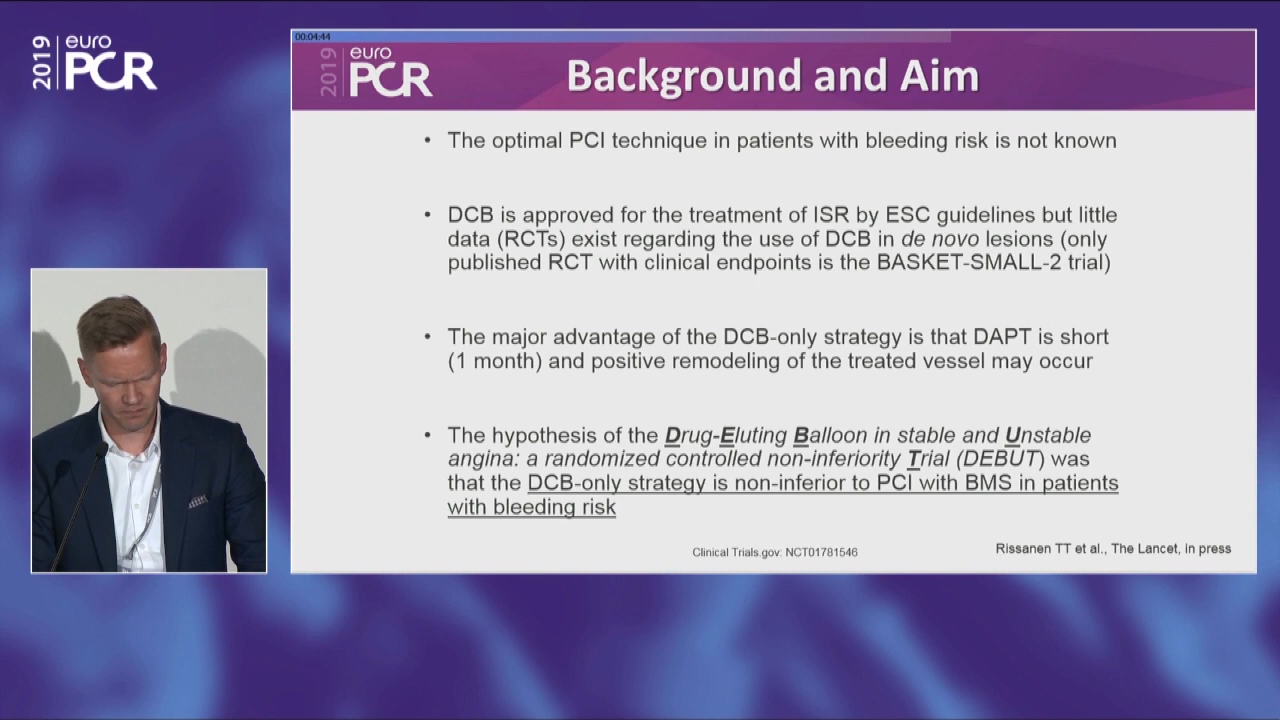 2019
euro
PCR
00:04:44
2019
euro
PCR
Background and Aim
• The optimal PCI technique in patients with bleeding risk is not known
• DCB is approved for the treatment of ISR by ESC guidelines but little
data (RCTs) exist regarding the use of DCB in de novo lesions (only
published RCT with clinical endpoints is the BASKET-SMALL-2 trial)
• The major advantage of the DCB-only strategy is that DAPT is short
(1 month) and positive remodeling of the treated vessel may occur
• The hypothesis of the Drug-Eluting Balloon in stable and Unstable
angina: a randomized controlled non-inferiority Trial (DEBUT) was
that the DCB-only strategy is non-inferior to PCI with BMS in patients
with bleeding risk
Clinical Trials.gov: NCT01781546
Rissanen TT et al., The Lancet, in press